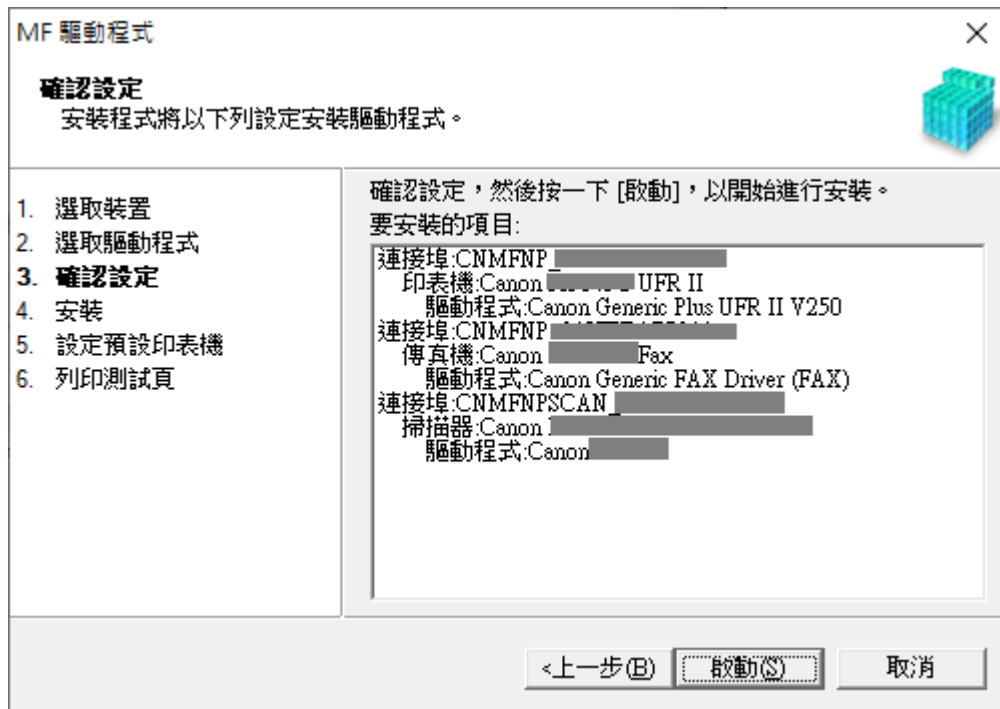 MF 驅動程式
確認設定
安裝程式將以下列設定安裝驅動程式。
1. 選取裝置
2. 選取驅動程式
3. 確認設定
4. 安裝
5. 設定預設印表機
6. 列印測試頁
確認設定，然後按一下 [啟動]，以開始進行安裝。
要安裝的項目:
連接埠:CNMFNP_
印表機:Canon UFR II
驅動程式:Canon Generic Plus UFR II V250
連接埠:CNMFNP
傳真機:Canon Fax
驅動程式:Canon Generic FAX Driver (FAX)
連接埠:CNMFNPSCAN_
掃描器:Canon
驅動程式:Canon
<上一步(B)
啟動(S)
取消